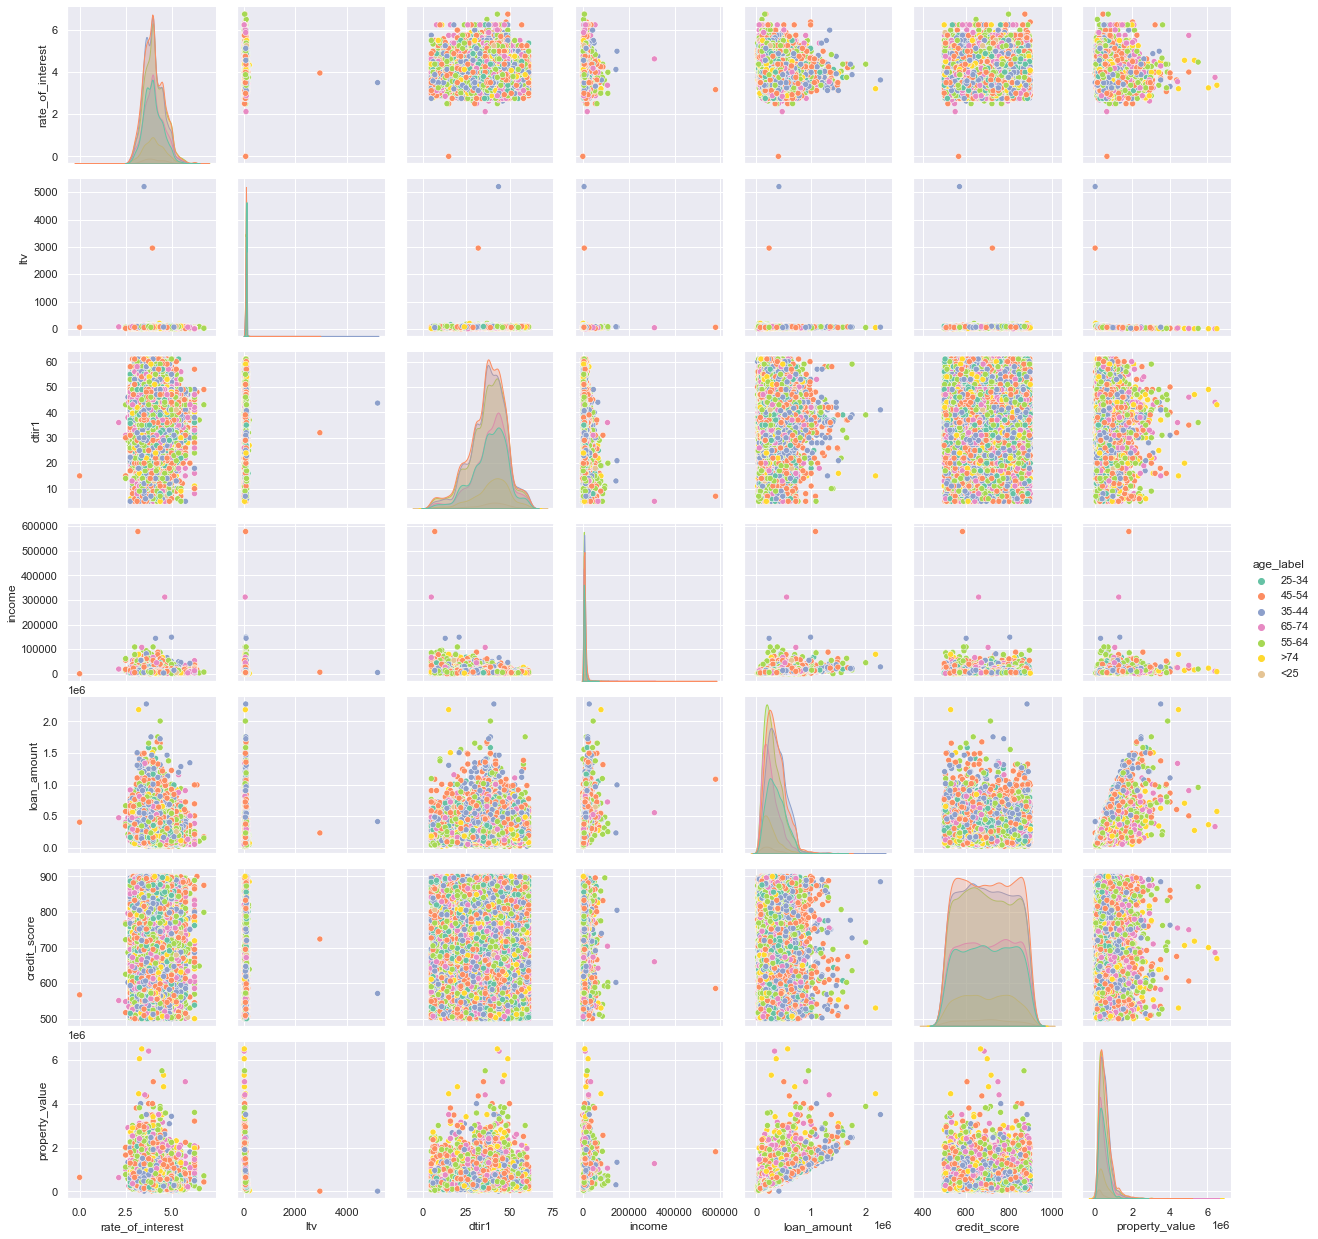 6
4
2
0
rate_of_interest
5000
4000
3000
2000
1000
0
ltv
60
50
40
30
20
10
dtir1
600000
500000
400000
300000
200000
100000
0
income
age_label
25-34
45-54
35-44
65-74
55-64
>74
<25
1e6
2.0
1.5
1.0
0.5
0.0
loan_amount
900
800
700
600
500
credit_score
1e6
6
4
2
0
property_value
0.0 2.5 5.0
0 2000 4000
0 25 50 75
0 200000 400000 600000
0 1 2
400 600 800 1000
0 2 4 6
rate_of_interest ltv dtir1 income loan_amount 1e6 credit_score property_value 1e6